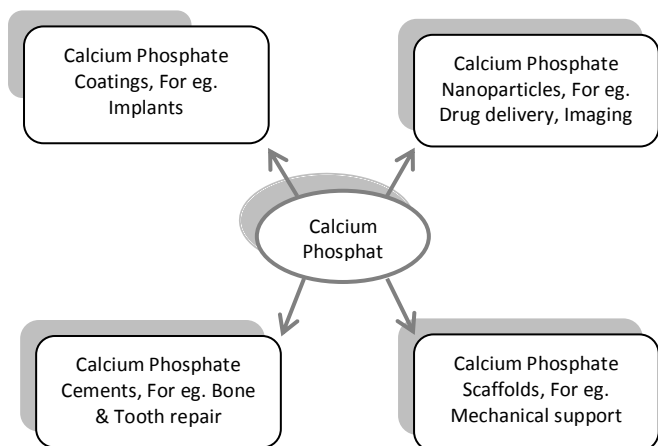 Calcium Phosphate
Coatings, For eg.
Implants
Calcium Phosphate
Nanoparticles, For eg.
Drug delivery, Imaging
Calcium
Phosphat
Calcium Phosphate
Cements, For eg. Bone
& Tooth repair
Calcium Phosphate
Scaffolds, For eg.
Mechanical support